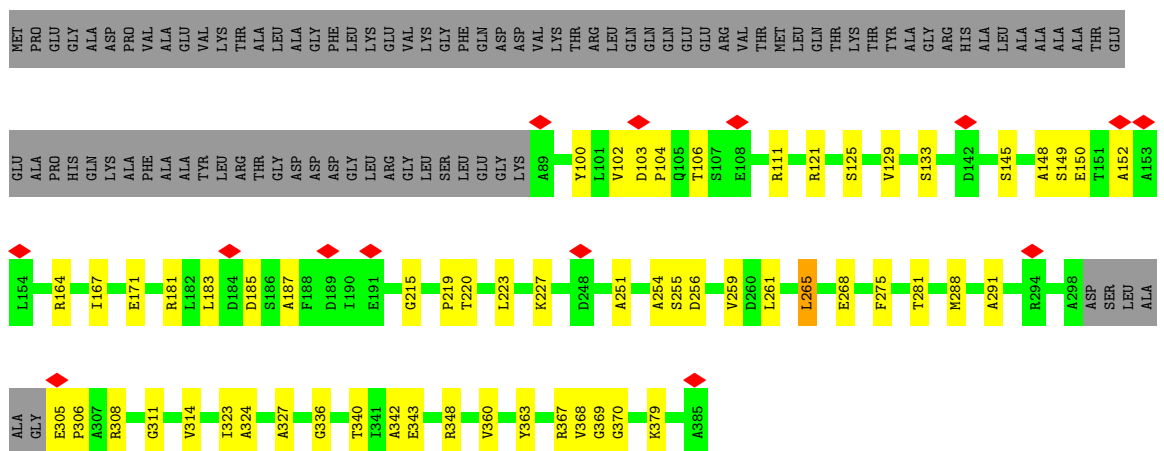 MET PRO GLU GLY ALA ASP PRO VAL ALA GLU VAL LYS THR ALA LEU ALA GLY PHE LEU LYS GLU VAL LYS GLY PHE GLN ASP ASP VAL LYS THR ARG LEU GLN GLN GLN GLU GLU ARG VAL THR MET LEU GLN THR LYS THR TYR ALA GLY ARG HIS ALA LEU ALA ALA ALA ALA THR GLU
GLU ALA PRO HIS GLN LYS ALA PHE ALA ALA TYR LEU ARG THR GLY ASP ASP ASP GLY LEU ARG GLY LEU SER LEU GLU GLY LYS A89 Y100 L101 V102 D103 P104 Q105 T106 S107 E108 R111 R121 S125 V129 S133 D142 S145 A148 S149 E150 T151 A152 A153
L154 R164 I167 E171 R181 L182 L183 D184 D185 S186 A187 F188 D189 I190 E191 G215 P219 T220 L223 K227 D248 A251 A254 S255 D256 V259 D260 L261 L265 E268 F275 T281 M288 A291 R294 A298 ASP SER LEU ALA
ALA GLY E305 P306 A307 R308 G311 V314 I323 A324 A327 G336 T340 I341 A342 E343 R348 V360 Y363 R367 V368 G369 G370 K379 A385